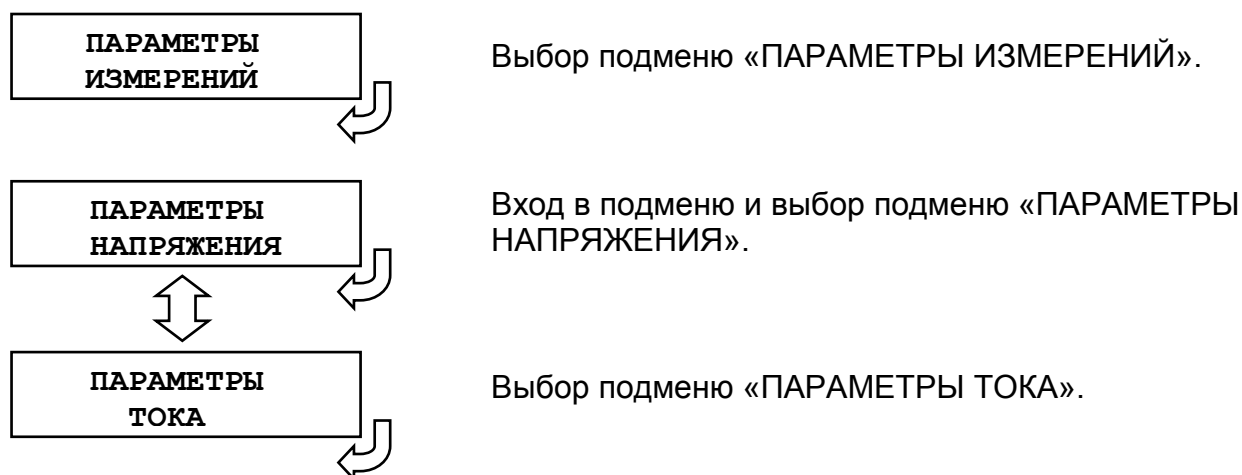 ПАРАМЕТРЫ
ИЗМЕРЕНИЙ
Выбор подменю «ПАРАМЕТРЫ ИЗМЕРЕНИЙ».
ПАРАМЕТРЫ
НАПРЯЖЕНИЯ
Вход в подменю и выбор подменю «ПАРАМЕТРЫ
НАПРЯЖЕНИЯ».
ПАРАМЕТРЫ
ТОКА
Выбор подменю «ПАРАМЕТРЫ ТОКА».